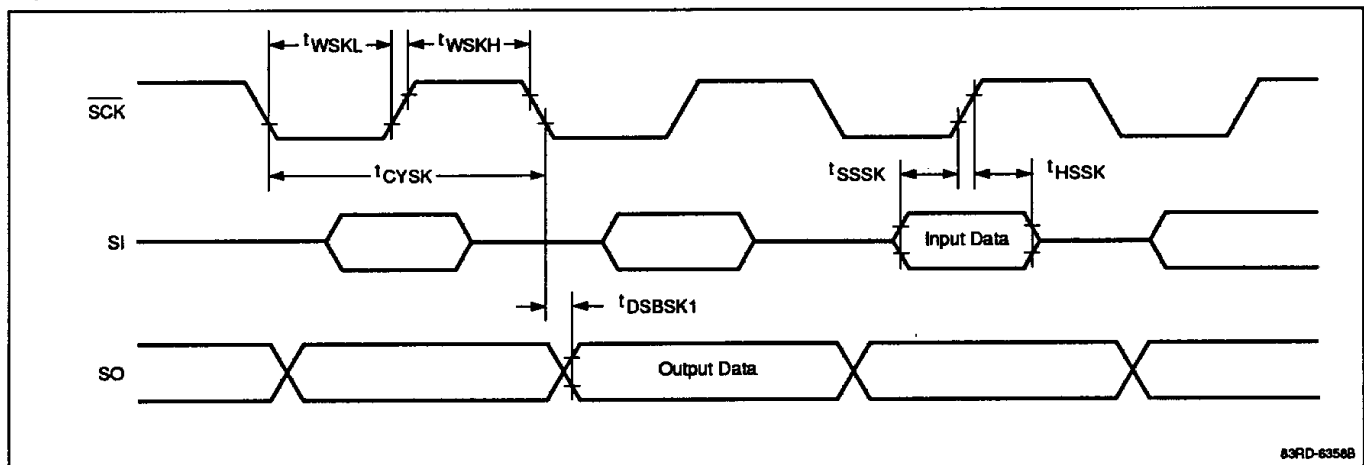 tWSKL
tWSKH
SCK
tCYSK
tSSSK
tHSSK
SI
Input Data
tDSBSK1
SO
Output Data
83RD-6358B